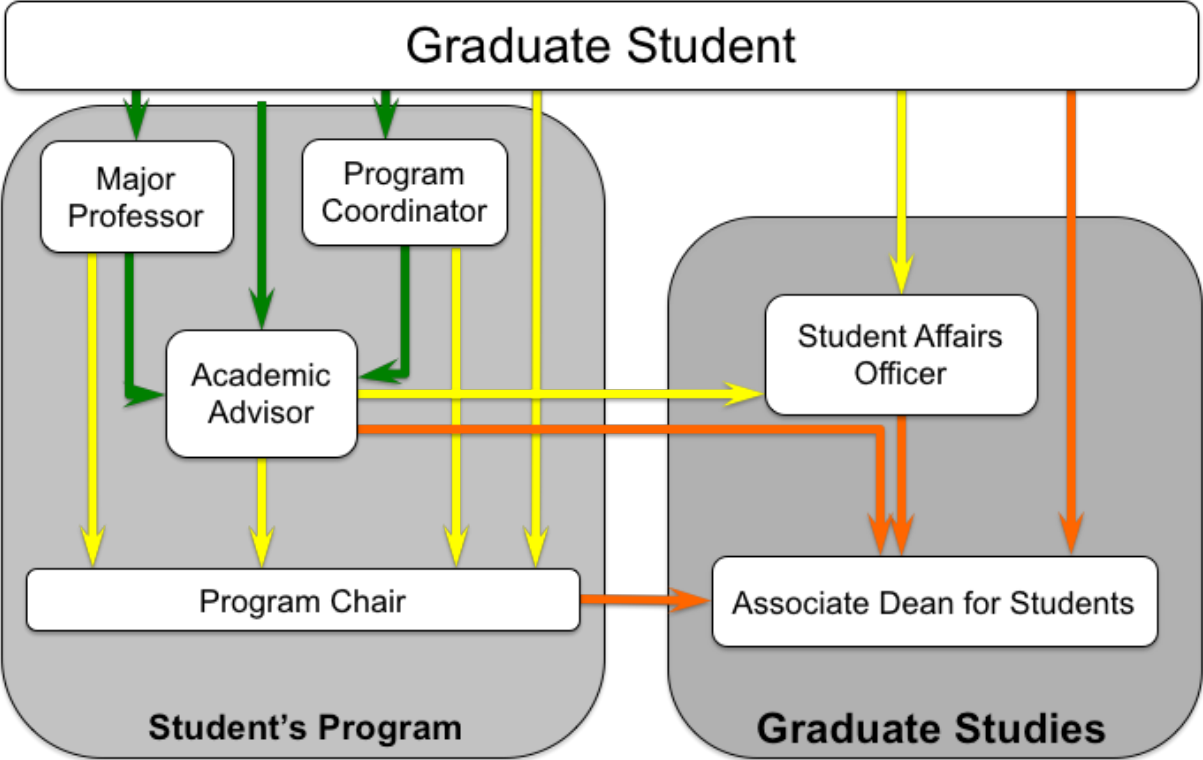 Graduate Student
Major
Professor
Program
Coordinator
Academic
Advisor
Student Affairs
Officer
Program Chair
Associate Dean for Students
Student’s Program
Graduate Studies